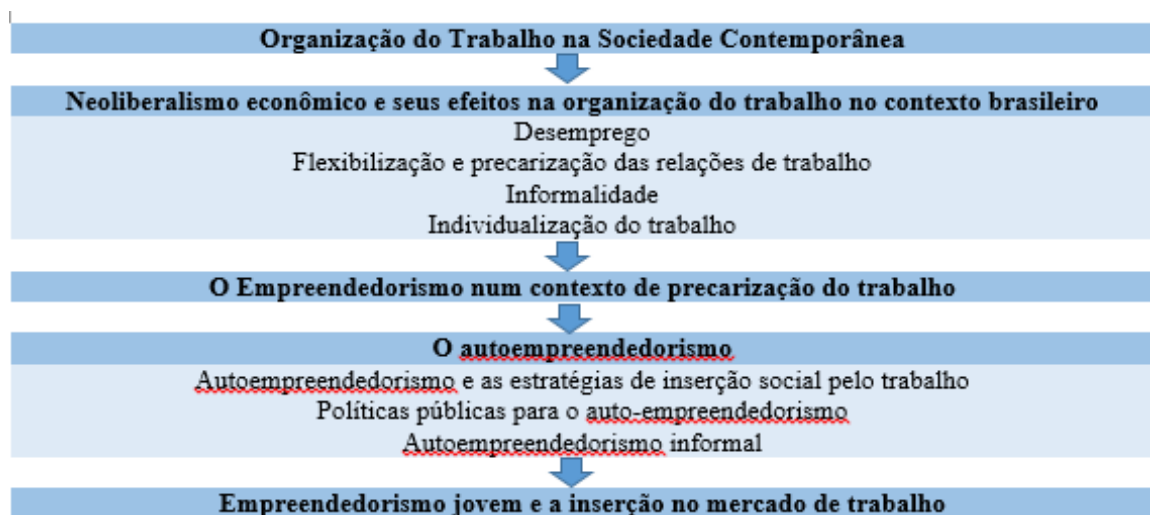 Organização do Trabalho na Sociedade Contemporânea
Neoliberalismo econômico e seus efeitos na organização do trabalho no contexto brasileiro
Desemprego
Flexibilização e precarização das relações de trabalho
Informalidade
Individualização do trabalho
O Empreendedorismo num contexto de precarização do trabalho
O autoempreendedorismo
Autoempreendedorismo e as estratégias de inserção social pelo trabalho
Políticas públicas para o auto-empreendedorismo
Autoempreendedorismo informal
Empreendedorismo jovem e a inserção no mercado de trabalho